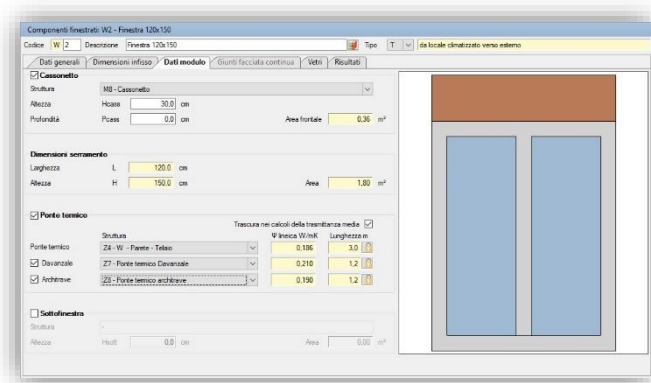 Componenti finestrati: W2 - Finestra 120x150
Codice W 2 Descrizione Finestra 120x150 Tipo T da locale climatizzato verso esterno
Dati generali Dimensioni infisso Dati modulo Giunti facciata continua Vetri Risultati
Cassonetto
Struttura M8 - Cassonetto
Altezza Hcass 30,0 cm
Profondità Pcass 0,0 cm Area frontale 0,36 m²
Dimensioni serramento
Larghezza L 120.0 cm
Altezza H 150.0 cm Area 1,80 m²
Ponte termico
Trascura nei calcoli della trasmittanza media
Struttura Ψ lineica W/mK Lunghezza m
Ponte termico Z4 - W - Parete - Telaio 0,186 3,0
Davanzale Z7 - Ponte termico Davanzale 0,210 1,2
Architrave Z8 - Ponte termico architrave 0,190 1,2
Sottofinestra
Struttura -
Altezza Hsott 0,0 cm Area 0,00 m²